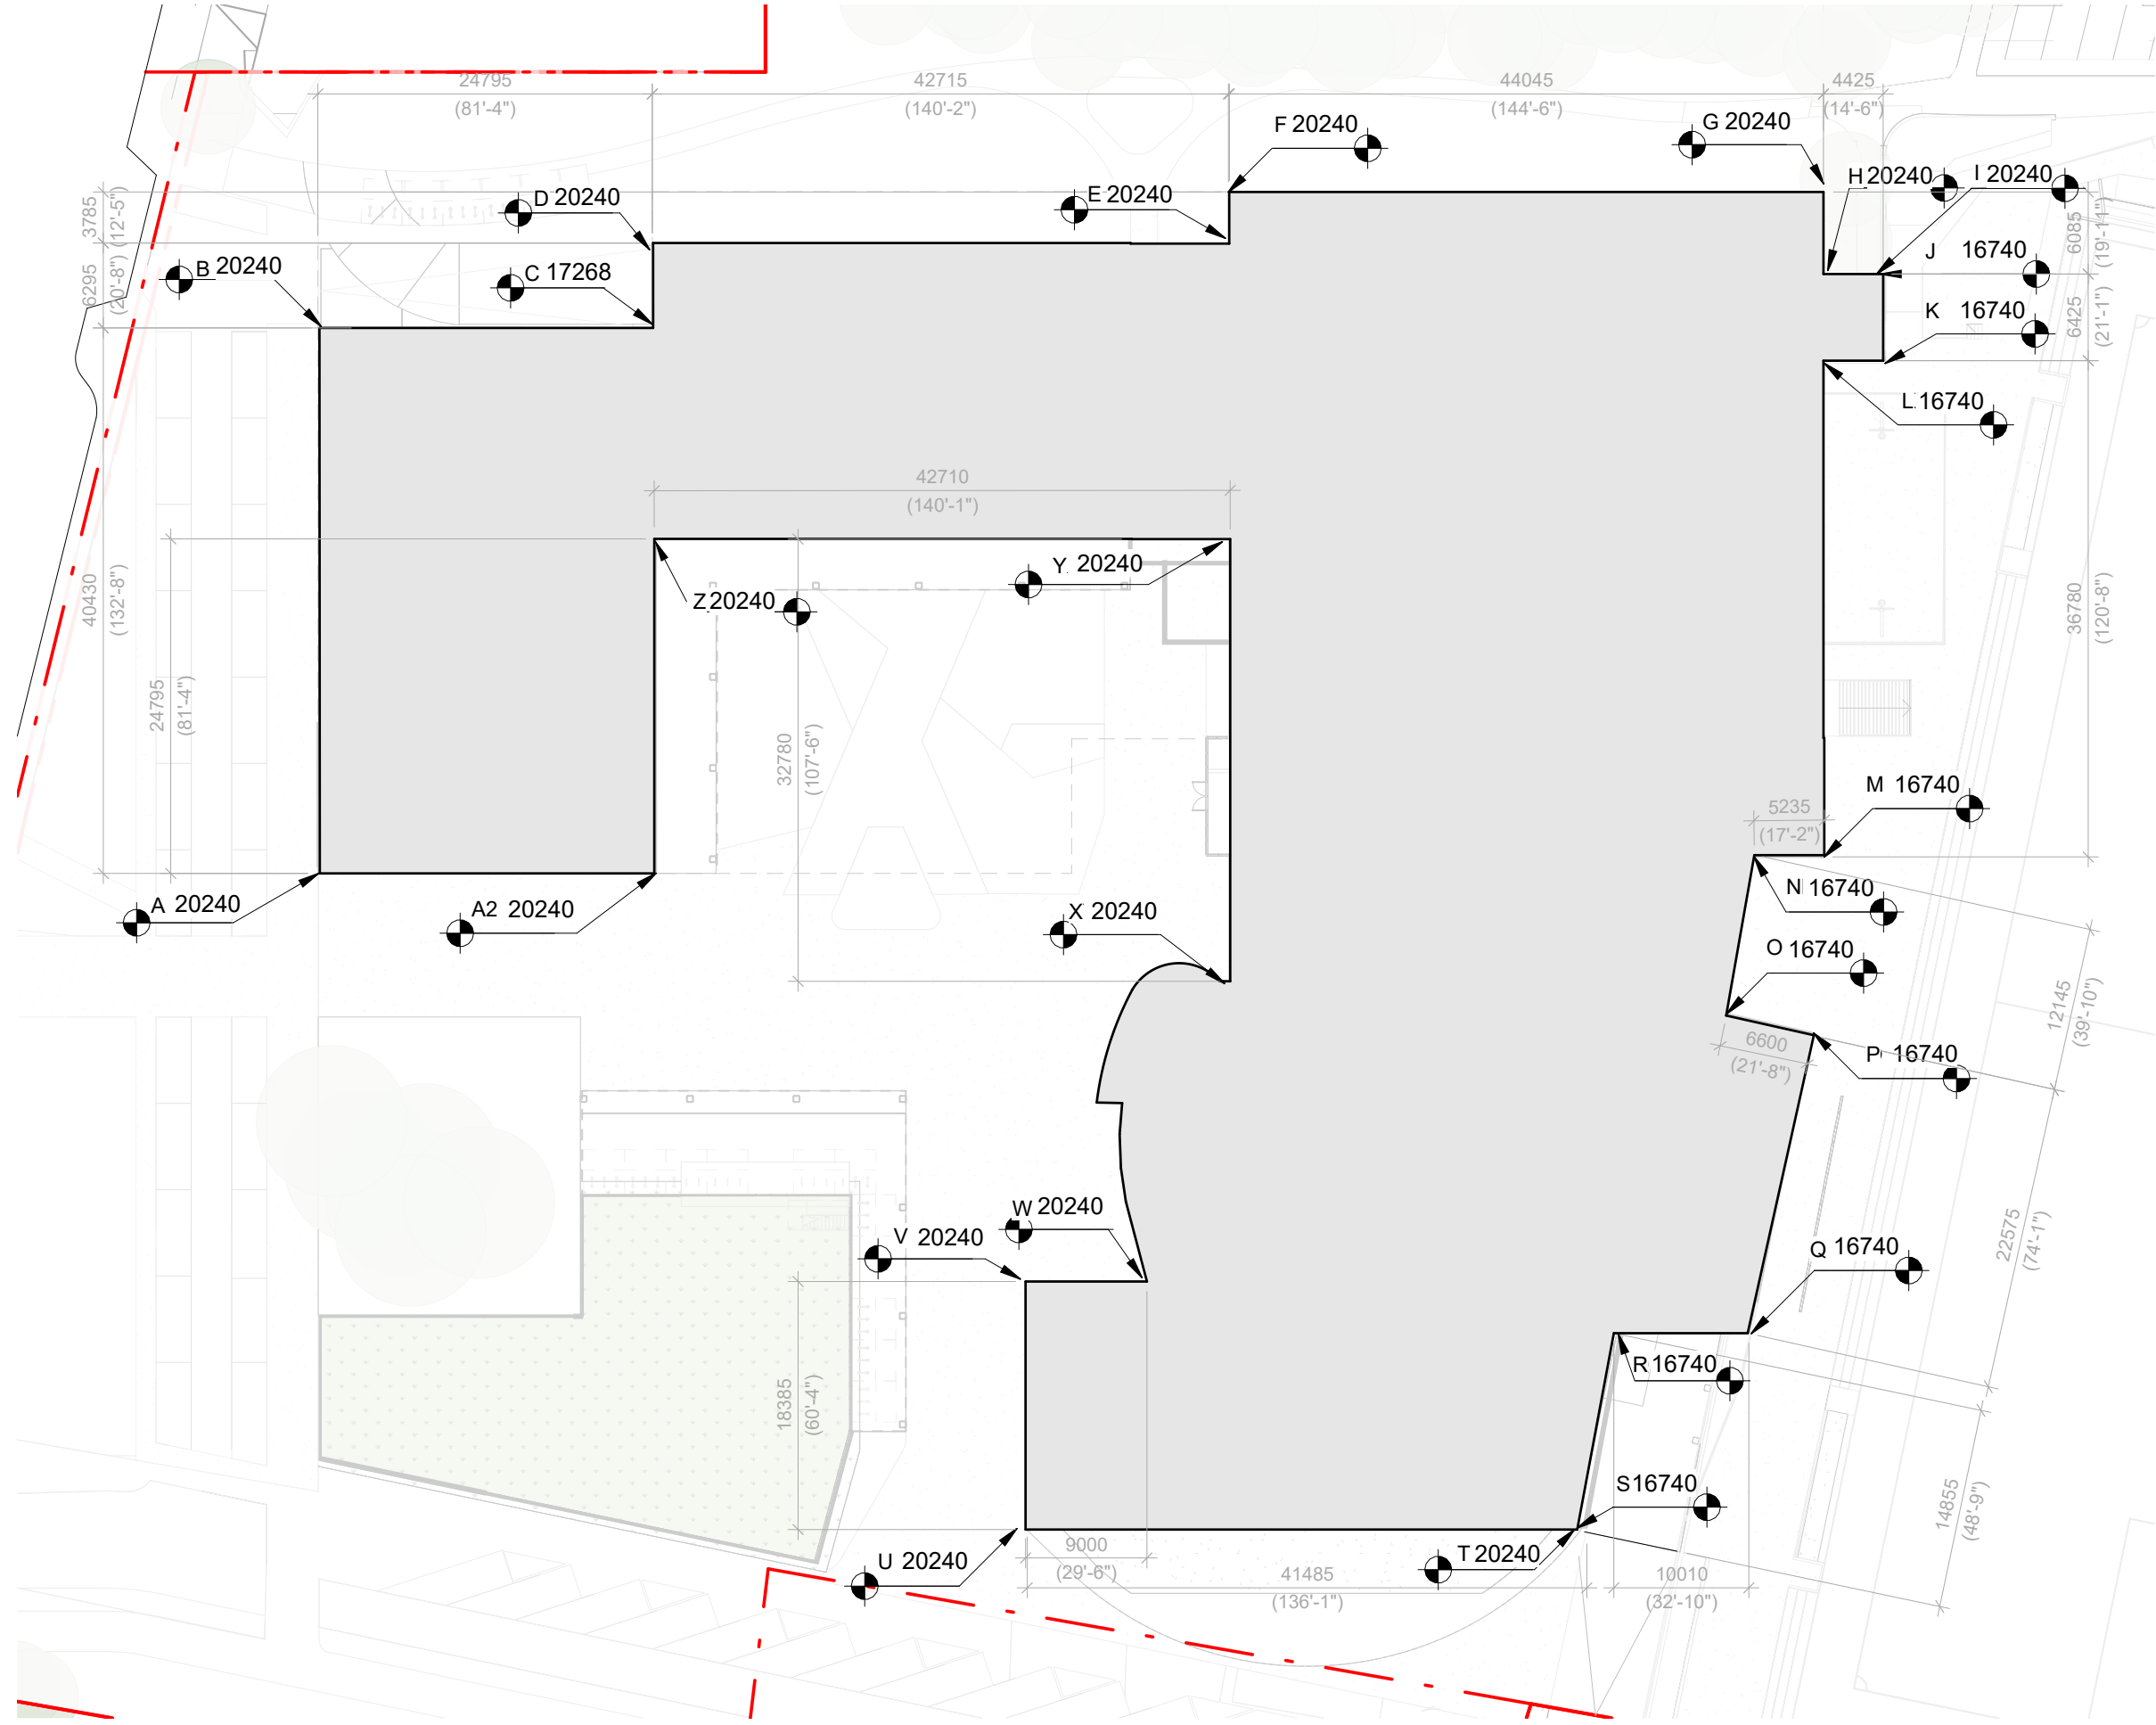 24795
(81'-4")
42715
(140'-2")
44045
(144'-6")
4425
(14'-6")
F 20240
G 20240
D 20240
E 20240
H 20240
I 20240
3785
(12'-5")
6085
(19'-11")
B 20240
C 17268
J 16740
6295
(20'-8")
K 16740
6425
(21'-1")
L 16740
42710
(140'-1")
Y 20240
Z 20240
40430
(132'-8")
36780
(120'-8")
24795
(81'-4")
32780
(107'-6")
M 16740
5235
(17'-2")
N 16740
A 20240
A2 20240
X 20240
O 16740
12145
(39'-10")
6600
(21'-8")
P 16740
W 20240
V 20240
Q 16740
22575
(74'-1")
R 16740
18385
(60'-4")
S 16740
14855
(48'-9")
U 20240
9000
(29'-6")
T 20240
41485
(136'-1")
10010
(32'-10")